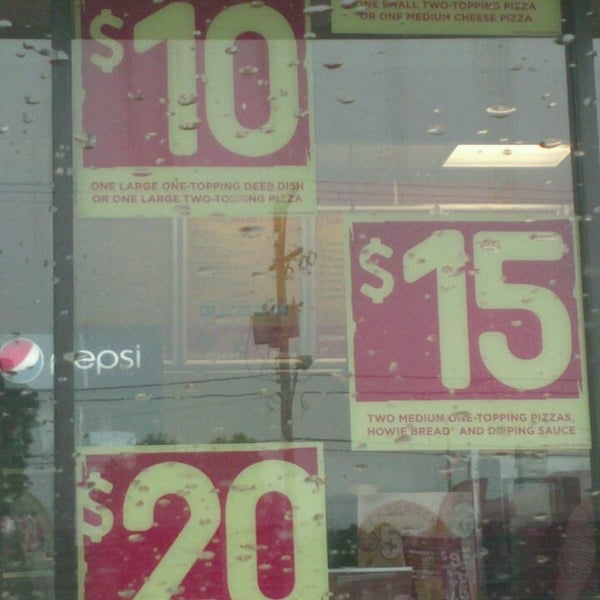 ONE SMALL TWO-TOPPING PIZZA
OR ONE MEDIUM CHEESE PIZZA
$10
ONE LARGE ONE-TOPPING DEEP DISH
OR ONE LARGE TWO-TOPPING PIZZA
$15
TWO MEDIUM ONE-TOPPING PIZZAS,
HOWIE BREAD® AND DIPPING SAUCE
pepsi
$20